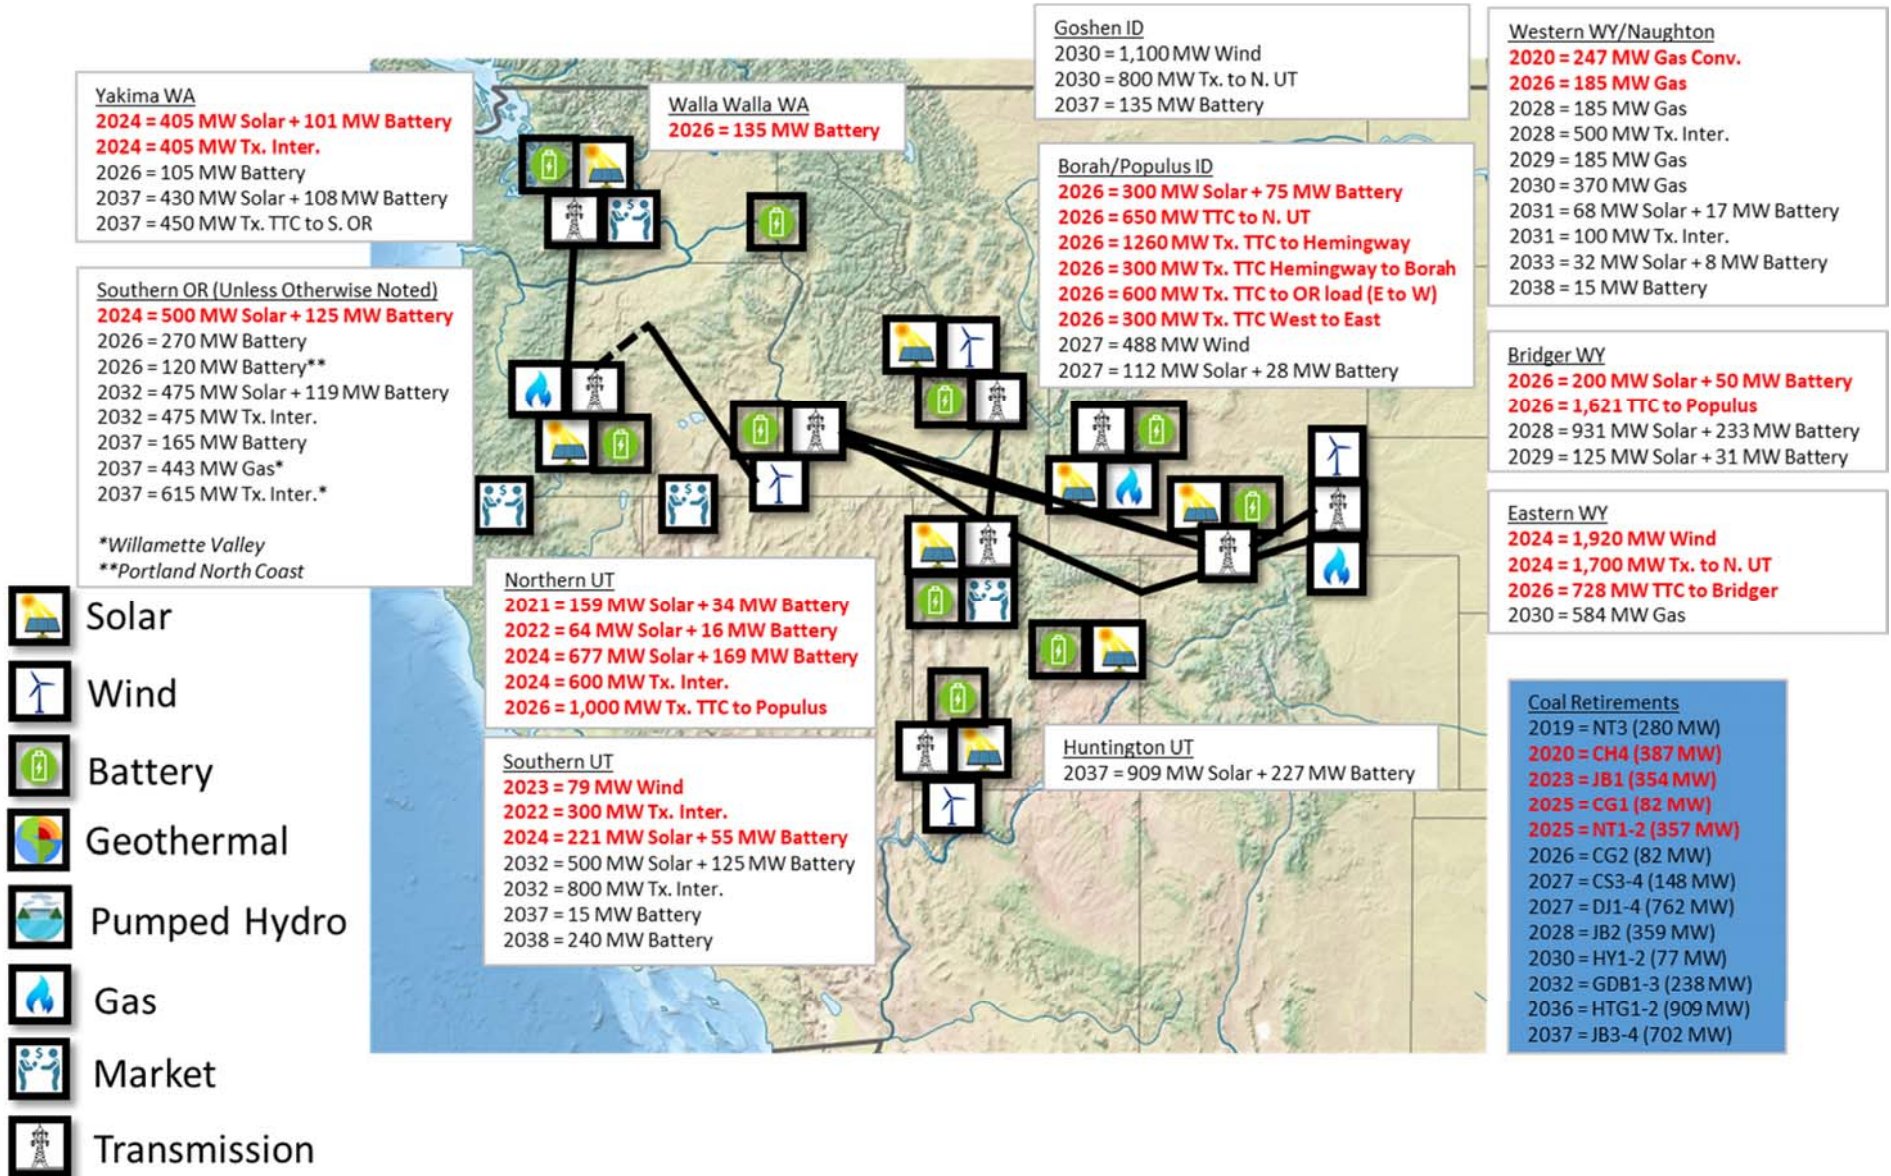 Yakima WA
2024 = 405 MW Solar + 101 MW Battery
2024 = 405 MW Tx. Inter.
2026 = 105 MW Battery
2037 = 430 MW Solar + 108 MW Battery
2037 = 450 MW Tx. TTC to S. OR
Walla Walla WA
2026 = 135 MW Battery
Goshen ID
2030 = 1,100 MW Wind
2030 = 800 MW Tx. to N. UT
2037 = 135 MW Battery
Western WY/Naughton
2020 = 247 MW Gas Conv.
2026 = 185 MW Gas
2028 = 185 MW Gas
2028 = 500 MW Tx. Inter.
2029 = 185 MW Gas
2030 = 370 MW Gas
2031 = 68 MW Solar + 17 MW Battery
2031 = 100 MW Tx. Inter.
2033 = 32 MW Solar + 8 MW Battery
2038 = 15 MW Battery
Borah/Populus ID
2026 = 300 MW Solar + 75 MW Battery
2026 = 650 MW TTC to N. UT
2026 = 1260 MW Tx. TTC to Hemingway
2026 = 300 MW Tx. TTC Hemingway to Borah
2026 = 600 MW Tx. TTC to OR load (E to W)
2026 = 300 MW Tx. TTC West to East
2027 = 488 MW Wind
2027 = 112 MW Solar + 28 MW Battery
Southern OR (Unless Otherwise Noted)
2024 = 500 MW Solar + 125 MW Battery
2026 = 270 MW Battery
2026 = 120 MW Battery**
2032 = 475 MW Solar + 119 MW Battery
2032 = 475 MW Tx. Inter.
2037 = 165 MW Battery
2037 = 443 MW Gas*
2037 = 615 MW Tx. Inter.*
*Willamette Valley
**Portland North Coast
Bridger WY
2026 = 200 MW Solar + 50 MW Battery
2026 = 1,621 TTC to Populus
2028 = 931 MW Solar + 233 MW Battery
2029 = 125 MW Solar + 31 MW Battery
Eastern WY
2024 = 1,920 MW Wind
2024 = 1,700 MW Tx. to N. UT
2026 = 728 MW TTC to Bridger
2030 = 584 MW Gas
Northern UT
2021 = 159 MW Solar + 34 MW Battery
2022 = 64 MW Solar + 16 MW Battery
2024 = 677 MW Solar + 169 MW Battery
2024 = 600 MW Tx. Inter.
2026 = 1,000 MW Tx. TTC to Populus
Southern UT
2023 = 79 MW Wind
2022 = 300 MW Tx. Inter.
2024 = 221 MW Solar + 55 MW Battery
2032 = 500 MW Solar + 125 MW Battery
2032 = 800 MW Tx. Inter.
2037 = 15 MW Battery
2038 = 240 MW Battery
Huntington UT
2037 = 909 MW Solar + 227 MW Battery
Coal Retirements
2019 = NT3 (280 MW)
2020 = CH4 (387 MW)
2023 = JB1 (354 MW)
2025 = CG1 (82 MW)
2025 = NT1-2 (357 MW)
2026 = CG2 (82 MW)
2027 = CS3-4 (148 MW)
2027 = DJ1-4 (762 MW)
2028 = JB2 (359 MW)
2030 = HY1-2 (77 MW)
2032 = GDB1-3 (238 MW)
2036 = HTG1-2 (909 MW)
2037 = JB3-4 (702 MW)
Solar
Wind
Battery
Geothermal
Pumped Hydro
Gas
Market
Transmission